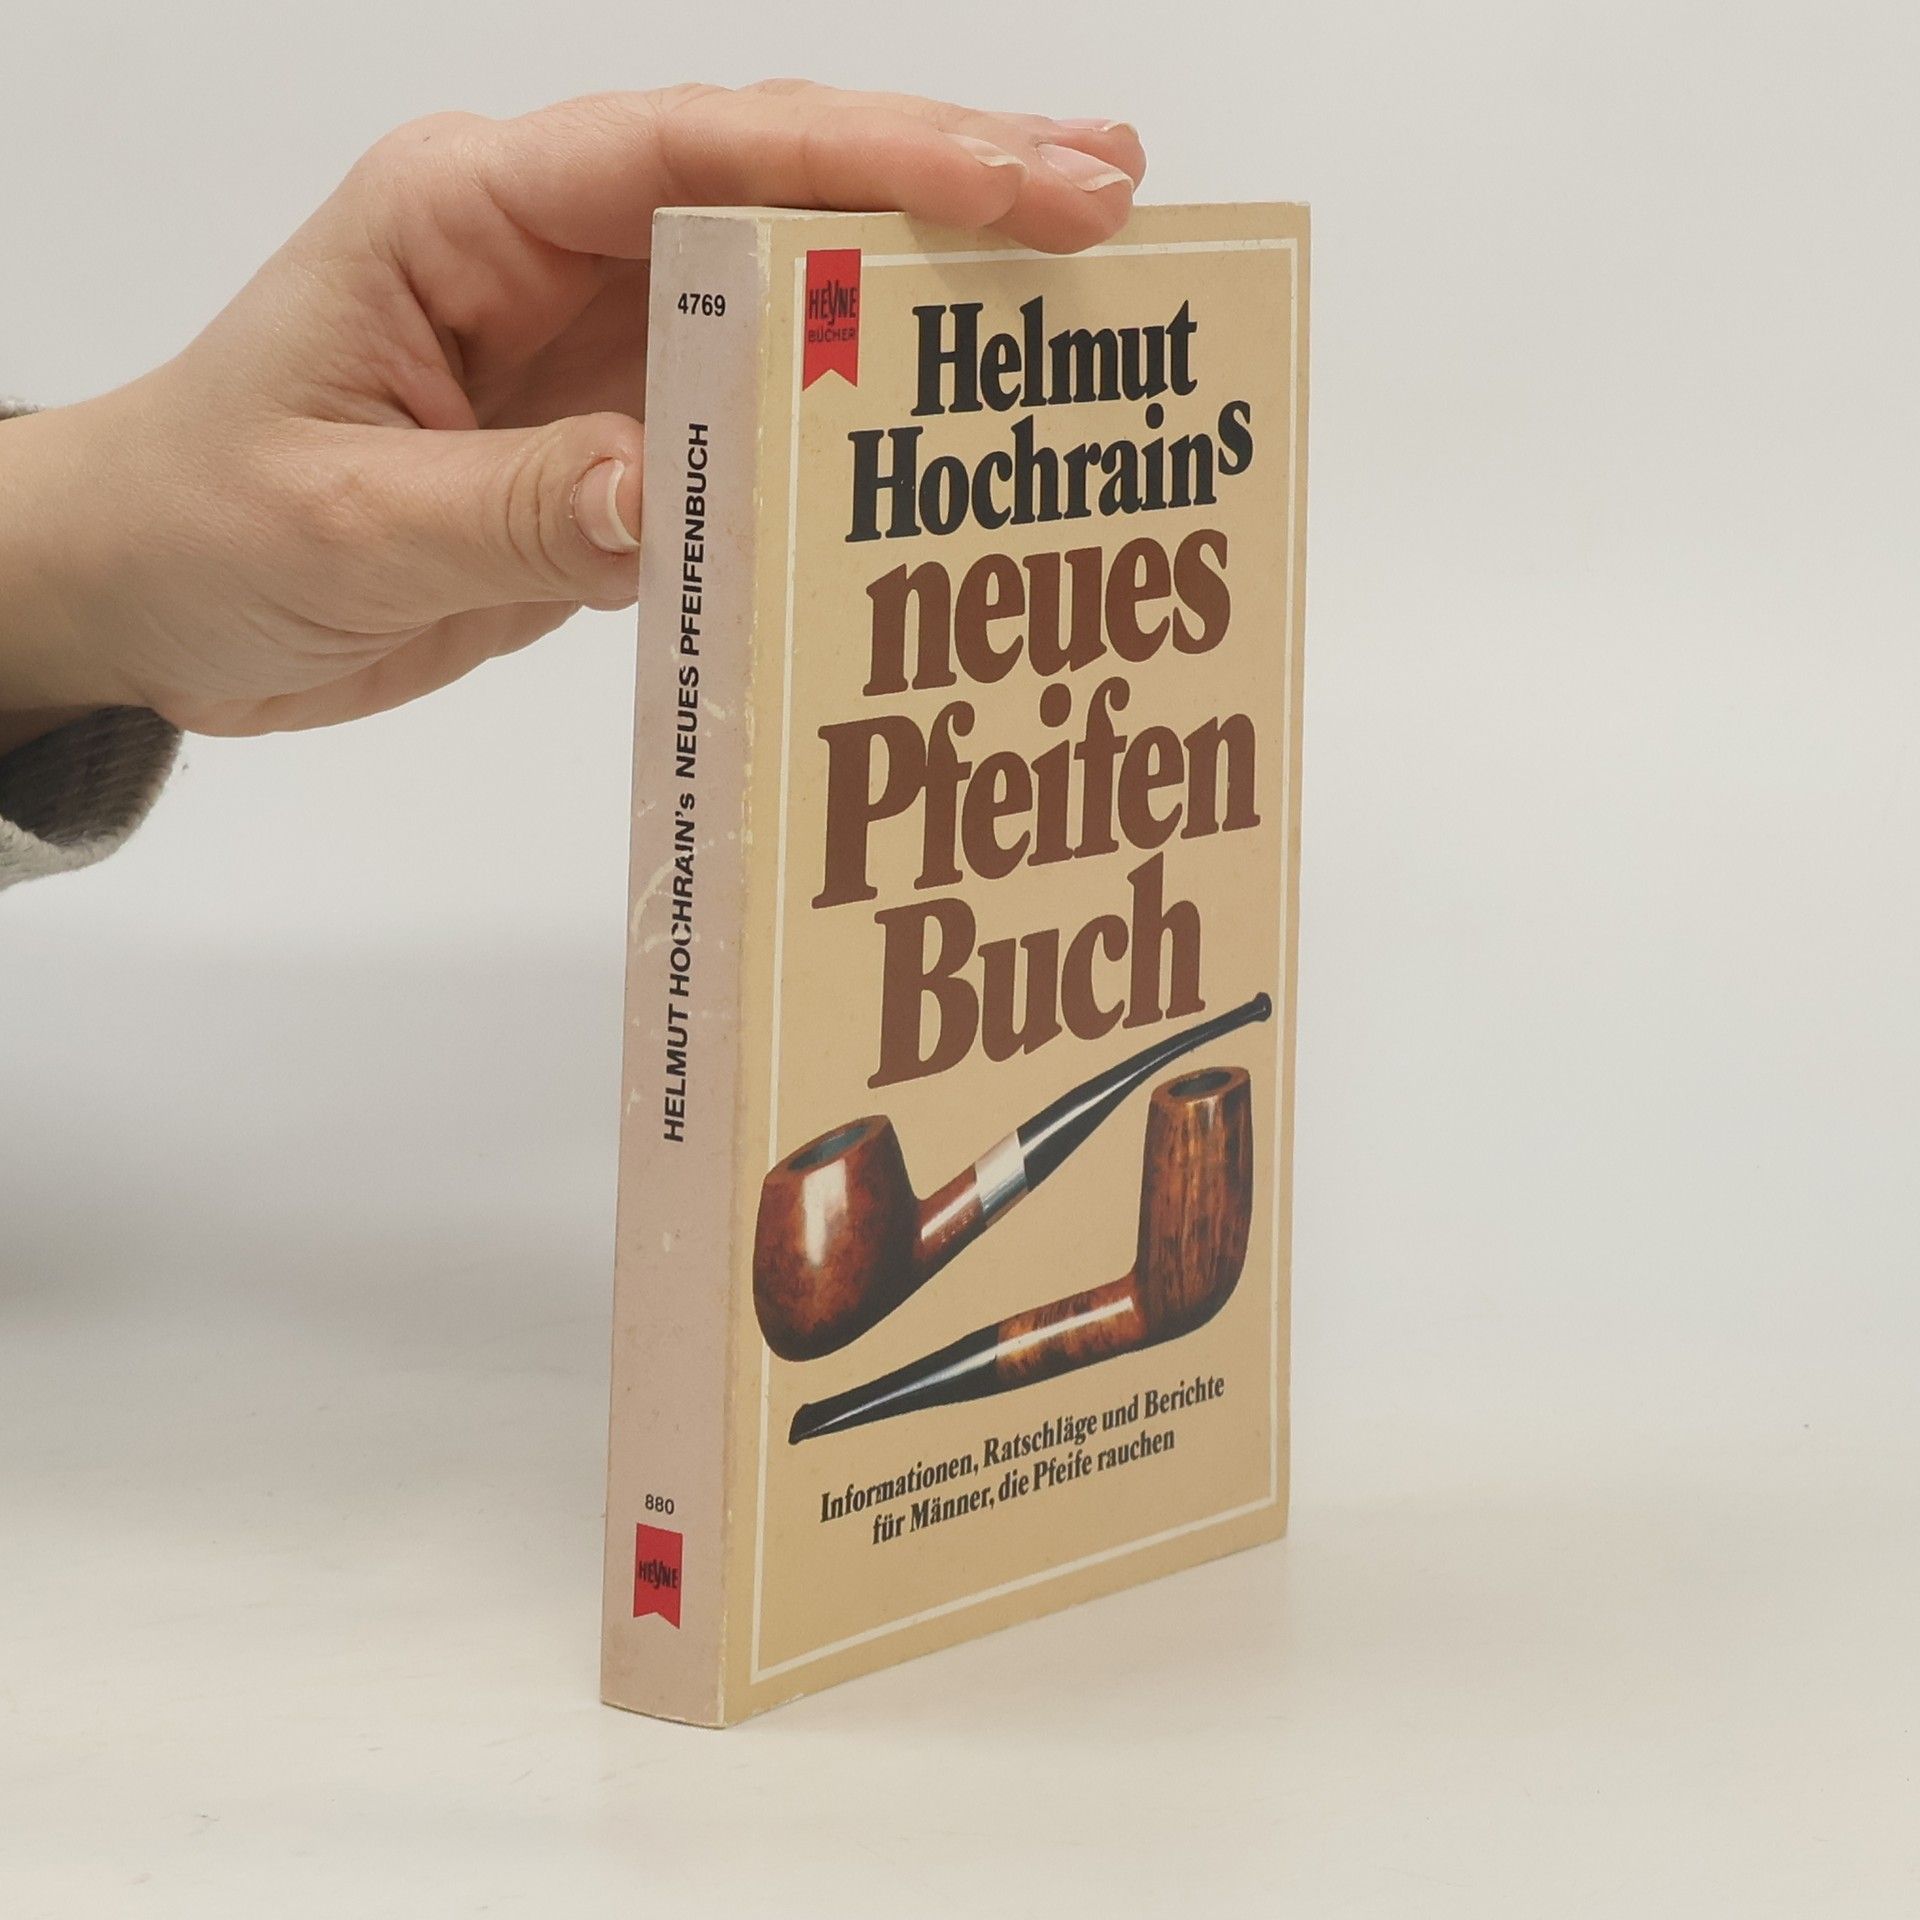 4769
HELMUT HOCHRAIN's NEUES PFEIFENBUCH
880
HEYNE
HEYNE
BÜCHER
Helmut
Hochrains
neues
Pfeifen
Buch
Informationen, Ratschläge und Berichte
für Männer, die Pfeife rauchen